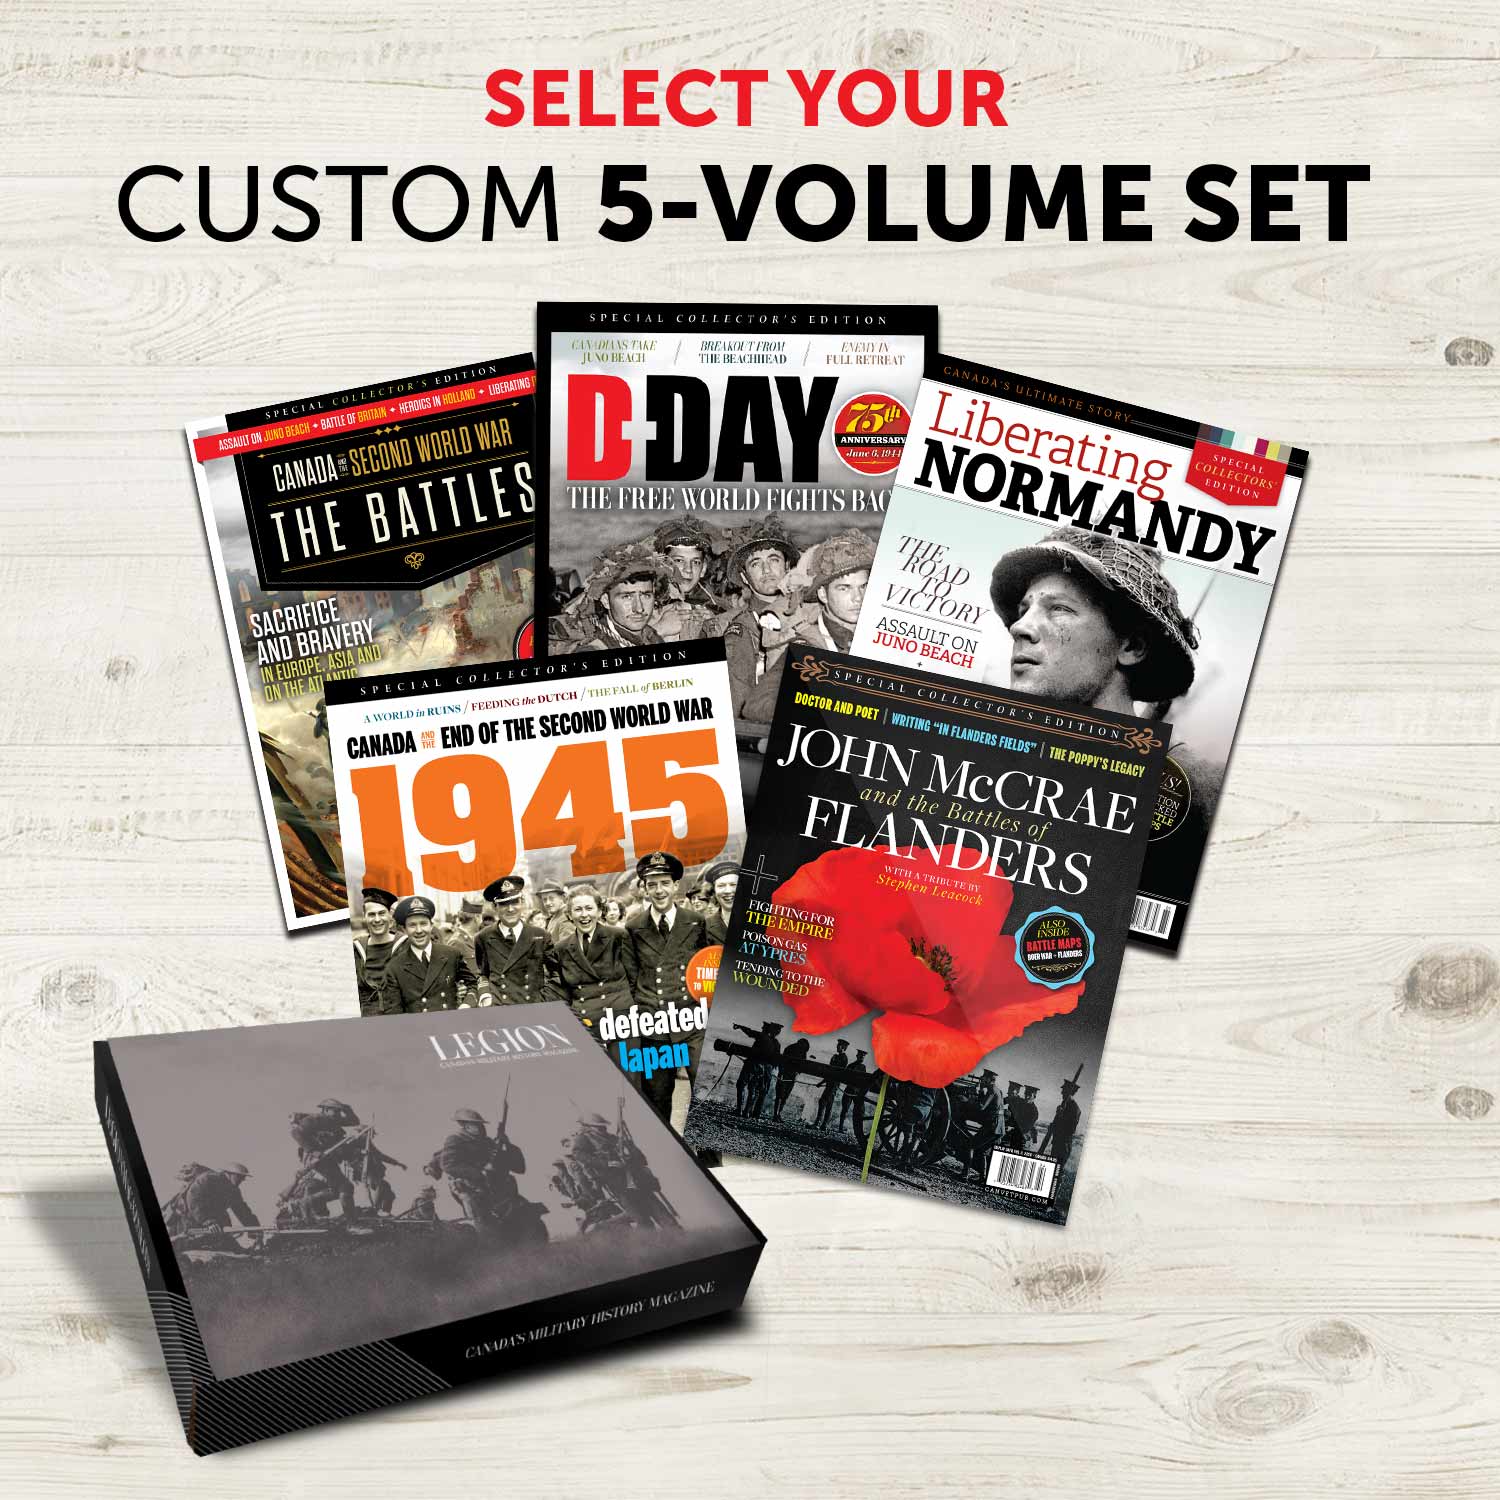 SELECT YOUR
CUSTOM 5-VOLUME SET
SPECIAL COLLECTOR'S EDITION
ASSAULT ON JUNO BEACH + BATTLE OF BRITAIN + HEROICS IN HOLLAND + LIBERATING
CANADA AND THE SECOND WORLD WAR
THE BATTLES
SACRIFICE
AND BRAVERY
IN EUROPE, ASIA AND
ON THE ATLANTIC
SPECIAL COLLECTOR'S EDITION
CANADIANS TAKE
JUNO BEACH
BREAKOUT FROM
THE BEACHHEAD
ENEMY IN
FULL RETREAT
D-DAY
75th
ANNIVERSARY
June 6, 1944
THE FREE WORLD FIGHTS BAC
CANADA'S ULTIMATE STORY
Liberating
NORMANDY
SPECIAL
COLLECTORS'
EDITION
THE
ROAD
TO
VICTORY
ASSAULT ON
JUNO BEACH
SPECIAL COLLECTOR'S EDITION
A WORLD in RUINS / FEEDING the DUTCH / THE FALL of BERLIN
CANADA AND THE END OF THE SECOND WORLD WAR
1945
defeated
Japan
SPECIAL COLLECTOR'S EDITION
DOCTOR AND POET | WRITING "IN FLANDERS FIELDS" | THE POPPY'S LEGACY
JOHN McCRAE
and the Battles of
FLANDERS
WITH A TRIBUTE BY
Stephen Leacock
FIGHTING FOR
THE EMPIRE
POISON GAS
AT YPRES
TENDING TO THE
WOUNDED
ALSO
INSIDE
BATTLE MAPS
BOER WAR + FLANDERS
CANVETPUB.COM
LEGION
CANADA'S MILITARY HISTORY MAGAZINE
CANADA'S MILITARY HISTORY MAGAZINE